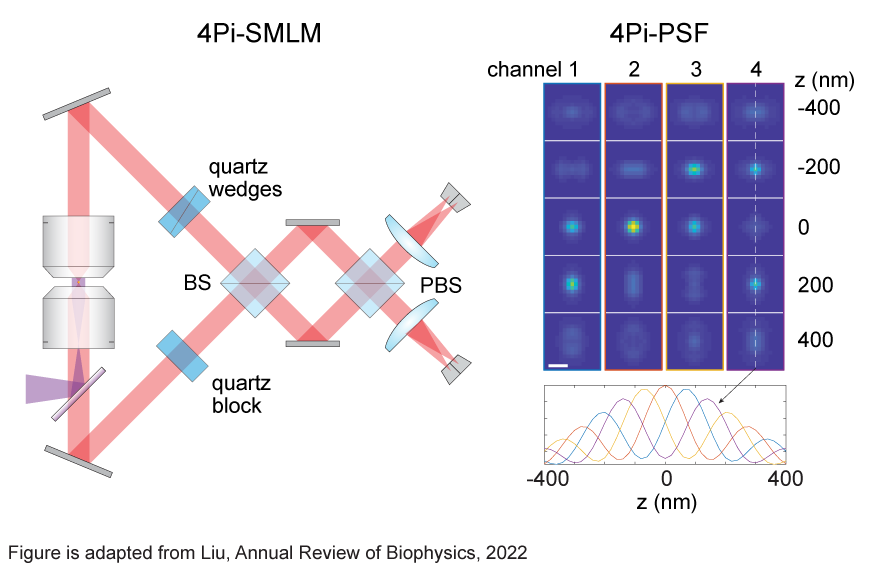 4Pi-SMLM
4Pi-PSF
channel 1 2 3 4
z (nm)
-400
-200
0
200
400
quartz
wedges
BS
PBS
quartz
block
-400 0 400
z (nm)
Figure is adapted from Liu, Annual Review of Biophysics, 2022